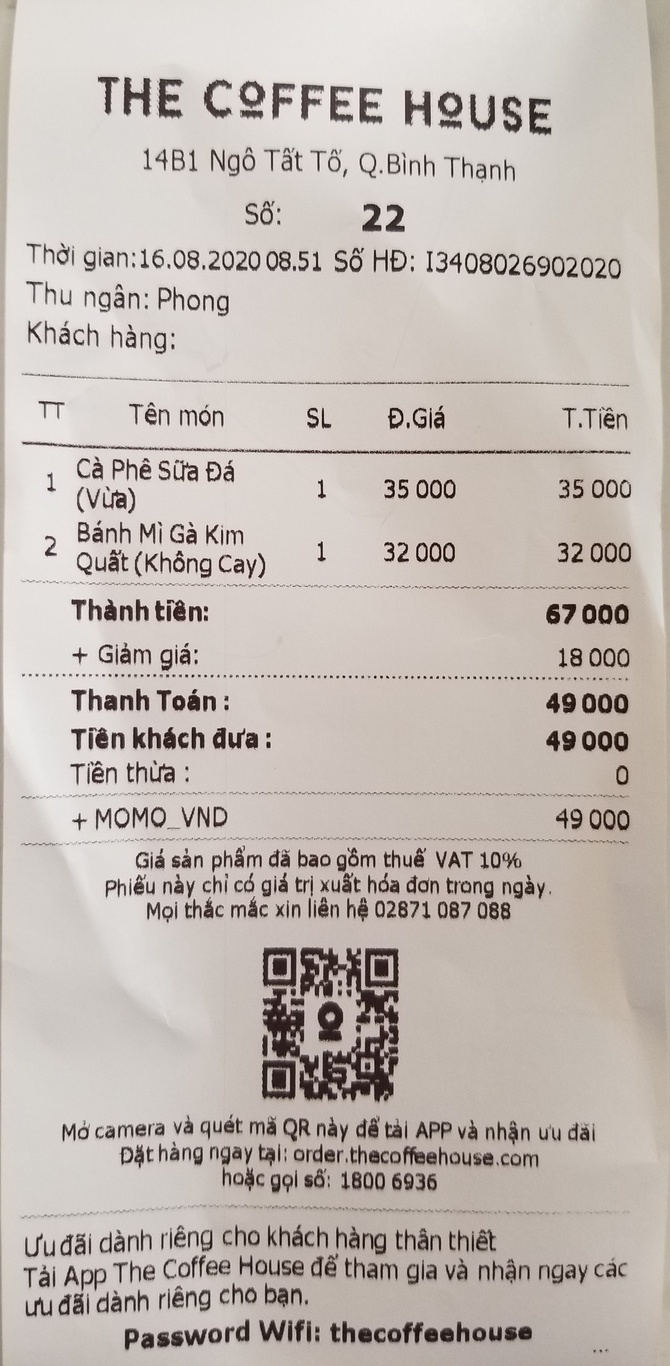 THE COFFEE HOUSE
14B1 Ngô Tất Tố, Q.Bình Thạnh
Số: 22
Thời gian:16.08.2020 08.51 Số HĐ: I3408026902020
Thu ngân: Phong
Khách hàng:
TT Tên món SL Đ.Giá T.Tiền
1 Cà Phê Sữa Đá (Vừa) 1 35 000 35 000
2 Bánh Mì Gà Kim Quất (Không Cay) 1 32 000 32 000
Thành tiền: 67 000
+ Giảm giá: 18 000
Thanh Toán : 49 000
Tiền khách đưa : 49 000
Tiền thừa : 0
+ MOMO_VND 49 000
Giá sản phẩm đã bao gồm thuế VAT 10%
Phiếu này chỉ có giá trị xuất hóa đơn trong ngày.
Mọi thắc mắc xin liên hệ 02871 087 088
Mở camera và quét mã QR này để tải APP và nhận ưu đãi
Đặt hàng ngay tại: order.thecoffeehouse.com
hoặc gọi số: 1800 6936
Ưu đãi dành riêng cho khách hàng thân thiết
Tải App The Coffee House để tham gia và nhận ngay các
ưu đãi dành riêng cho bạn.
Password Wifi: thecoffeehouse
...